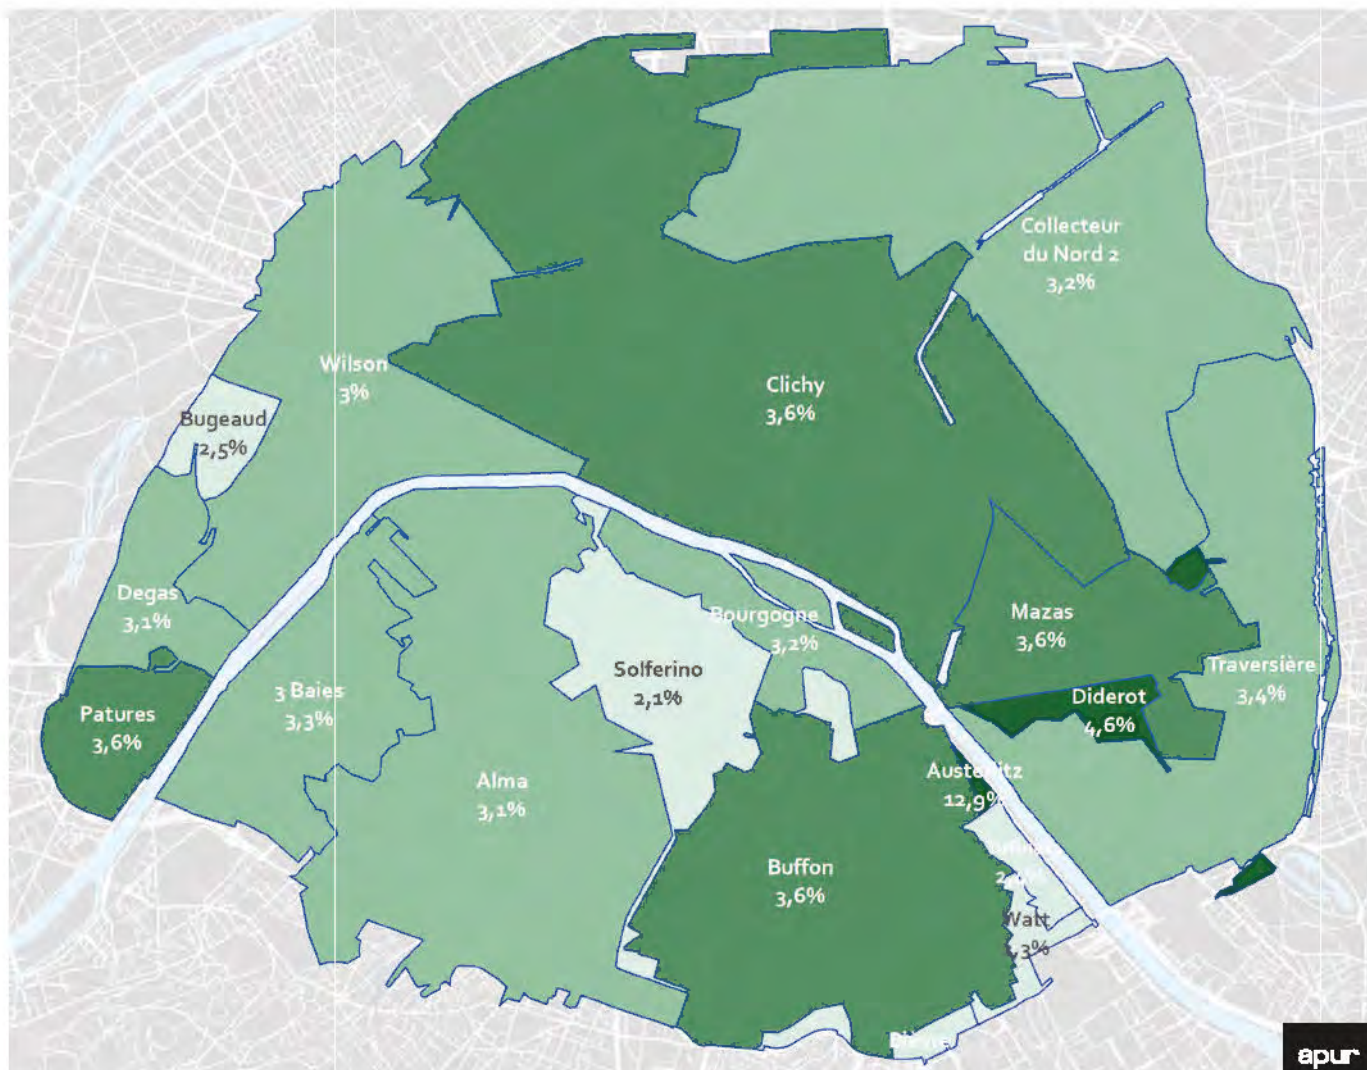 Collecteur
du Nord 2
3,2%
Wilson
3%
Clichy
3,6%
Bugeaud
2,5%
Degas
3,1%
Bourgogne
3,2%
Mazas
3,6%
Solferino
2,1%
Traversière
3,4%
3 Baies
3,3%
Diderot
4,6%
Patures
3,6%
Alma
3,1%
Austerlitz
12,9%
Buffon
3,6%
Watt
apur